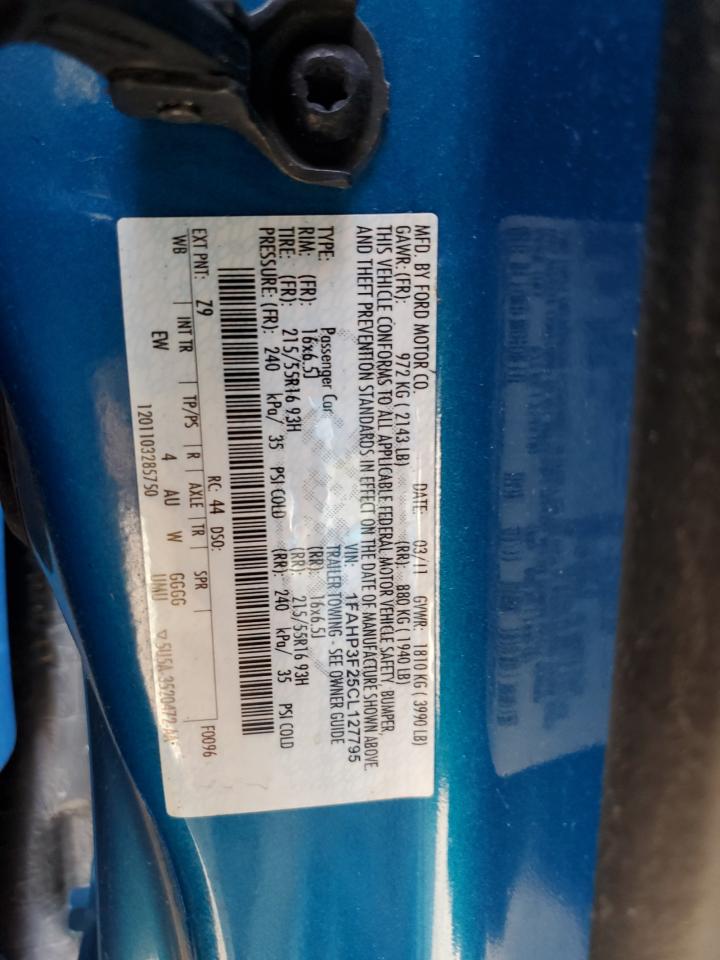 MFD. BY FORD MOTOR CO.
DATE: 03/11 GVWR: 1810 KG ( 3990 LB)
GAWR: (FR): 972 KG ( 2143 LB) (RR): 880 KG ( 1940 LB)
THIS VEHICLE CONFORMS TO ALL APPLICABLE FEDERAL MOTOR VEHICLE SAFETY, BUMPER,
AND THEFT PREVENTION STANDARDS IN EFFECT ON THE DATE OF MANUFACTURE SHOWN ABOVE.
VIN: 1FAHP3F25CL127795
TYPE: Passenger Car TRAILER TOWING - SEE OWNER GUIDE
RIM: (FR): 16x6.5J (RR): 16x6.5J
TIRE: (FR): 215/55R16 93H (RR): 215/55R16 93H
PRESSURE: (FR): 240 kPa/ 35 PSI COLD (RR): 240 kPa/ 35 PSI COLD
RC: 44 DSO: F0096
EXT PNT: Z9
WB INT TR TP/PS R AXLE TR SPR
EW 4 AU W GGGG
UNU
1201103285750